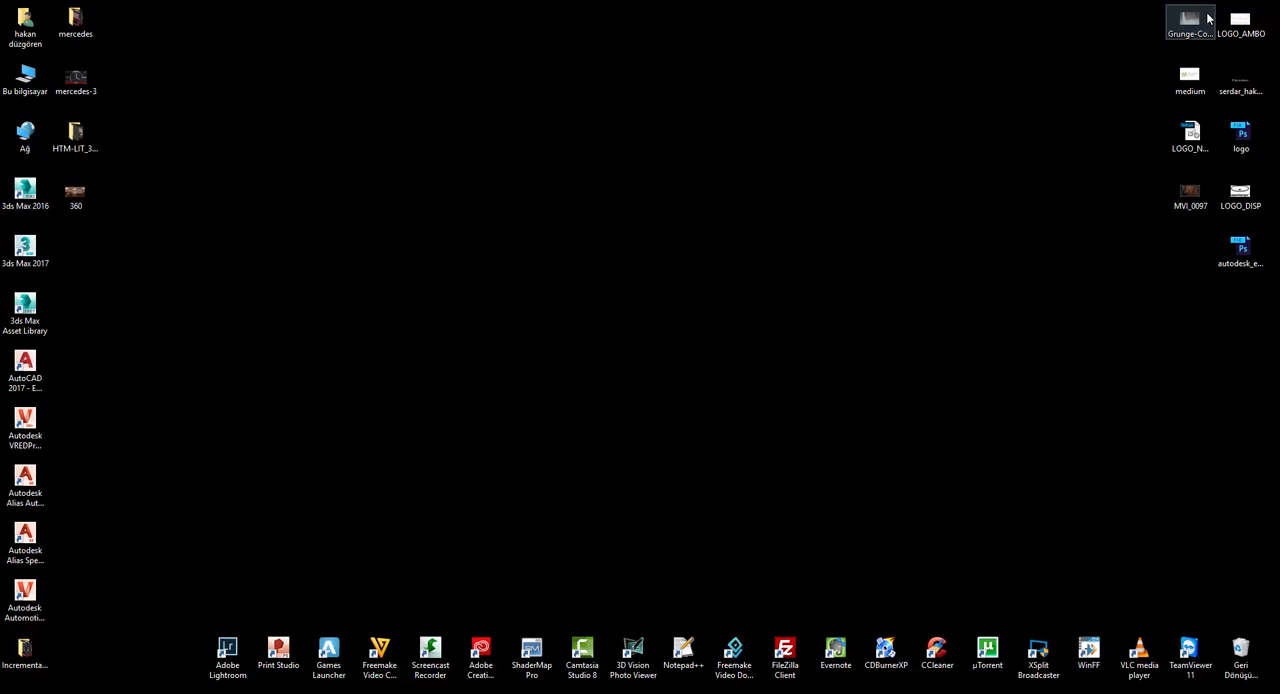 hakan
düzgören
mercedes
Bu bilgisayar
mercedes-3
Ağ
HTM-LIT_3...
3ds Max 2016
360
3ds Max 2017
3ds Max
Asset Library
AutoCAD
2017 - E...
Autodesk
VREDPr...
Autodesk
Alias Aut...
Autodesk
Alias Spe...
Autodesk
Automoti...
Incrementa...
Grunge-Co...
LOGO_AMBO
medium
serdar_hak...
LOGO_N...
logo
MVI_0097
LOGO_DISP
autodesk_e...
Adobe
Lightroom
Print Studio
Games
Launcher
Freemake
Video C...
Screencast
Recorder
Adobe
Creati...
ShaderMap
Pro
Camtasia
Studio 8
3D Vision
Photo Viewer
Notepad++
Freemake
Video Do...
FileZilla
Client
Evernote
CDBurnerXP
CCleaner
µTorrent
XSplit
Broadcaster
WinFF
VLC media
player
TeamViewer
11
Geri
Dönüşü...